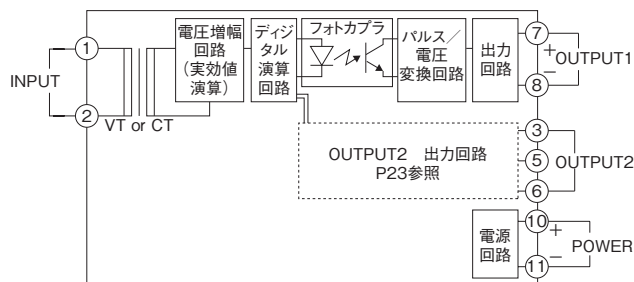 INPUT
①
②
VT or CT
電圧増幅
回路
(実効値
演算)
ディジ
タル
演算
回路
フォトカプラ
パルス／
電圧
変換回路
出力
回路
⑦
+
−
⑧
OUTPUT1
OUTPUT2 出力回路
P23参照
③
⑤
⑥
OUTPUT2
電源
回路
⑩
+
−
⑪
POWER